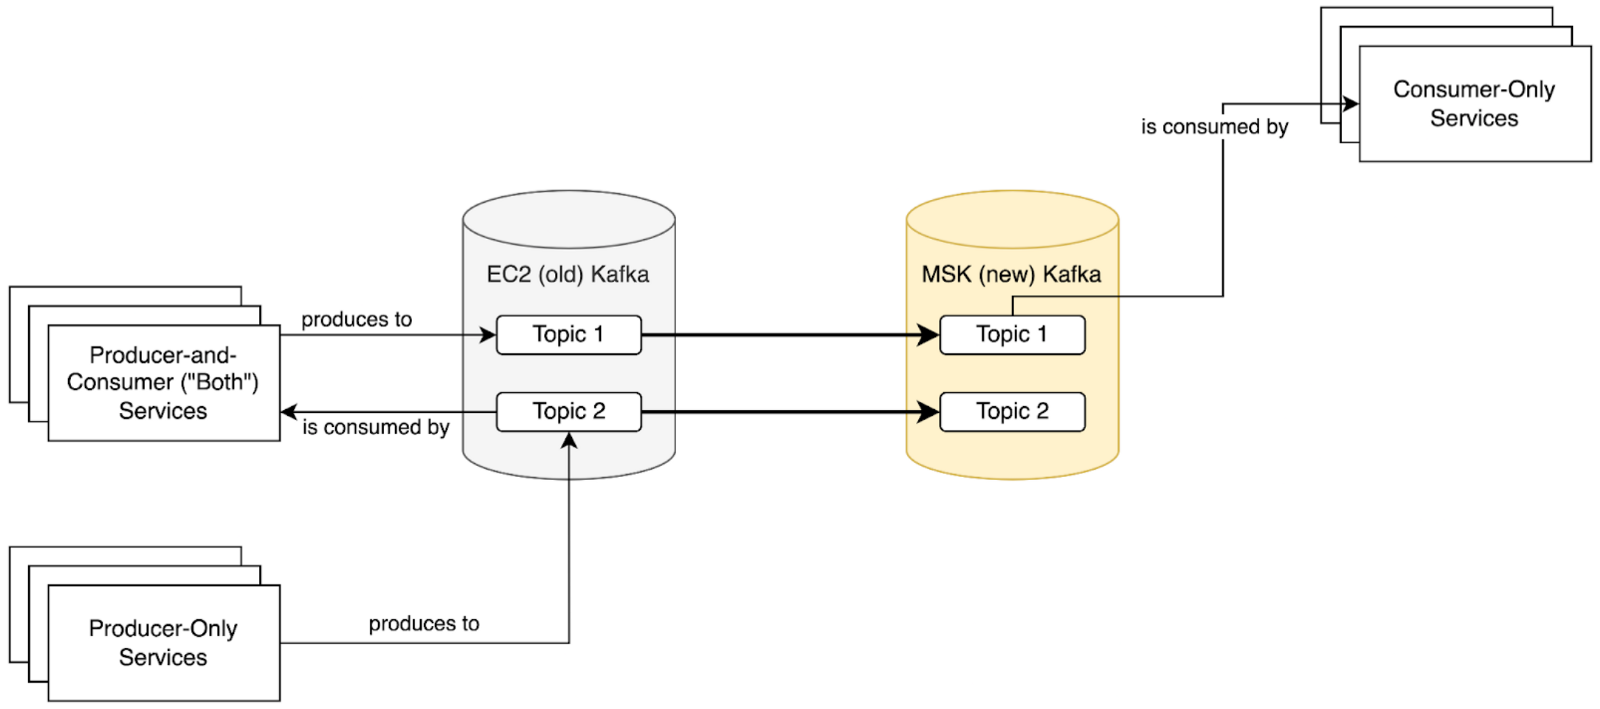 Consumer-Only
Services
is consumed by
EC2 (old) Kafka
MSK (new) Kafka
produces to
Topic 1
Topic 1
Producer-and-
Consumer ("Both")
Services
Topic 2
Topic 2
is consumed by
Producer-Only
Services
produces to